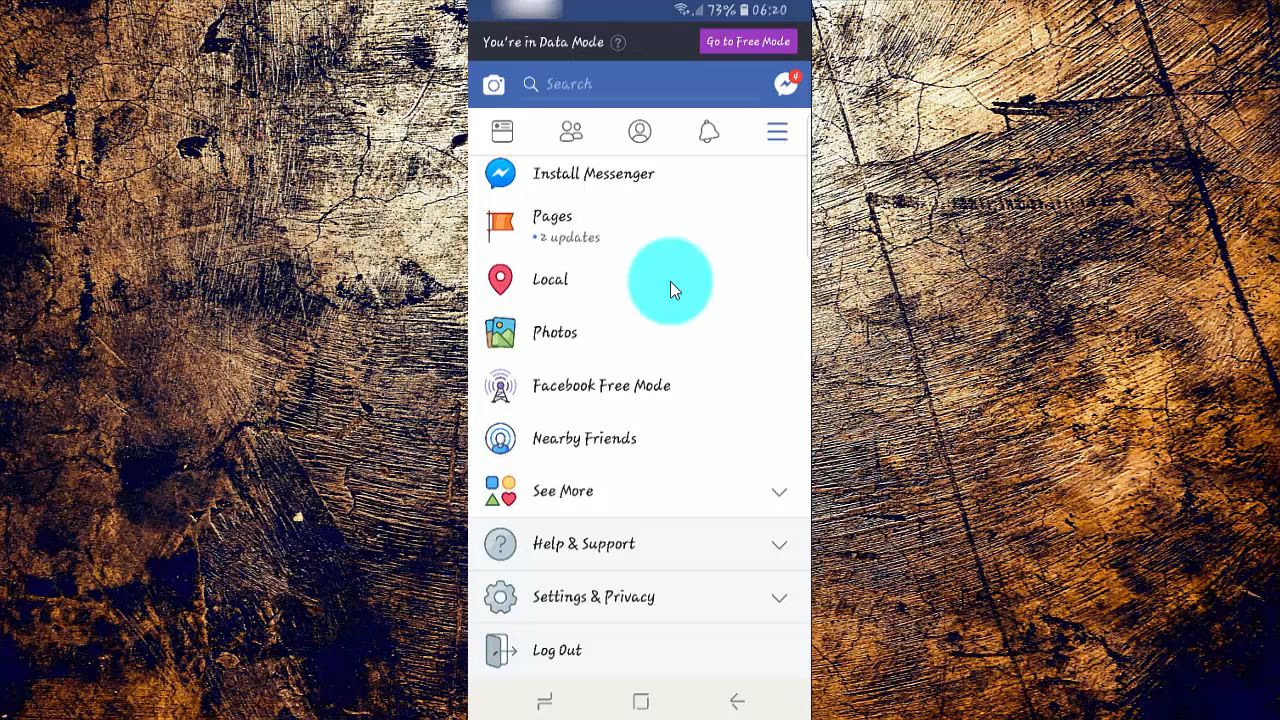 73% 06:20
You're in Data Mode ? Go to Free Mode
Search
4
Install Messenger
Pages
• 2 updates
Local
Photos
Facebook Free Mode
Nearby Friends
See More
? Help & Support
Settings & Privacy
Log Out